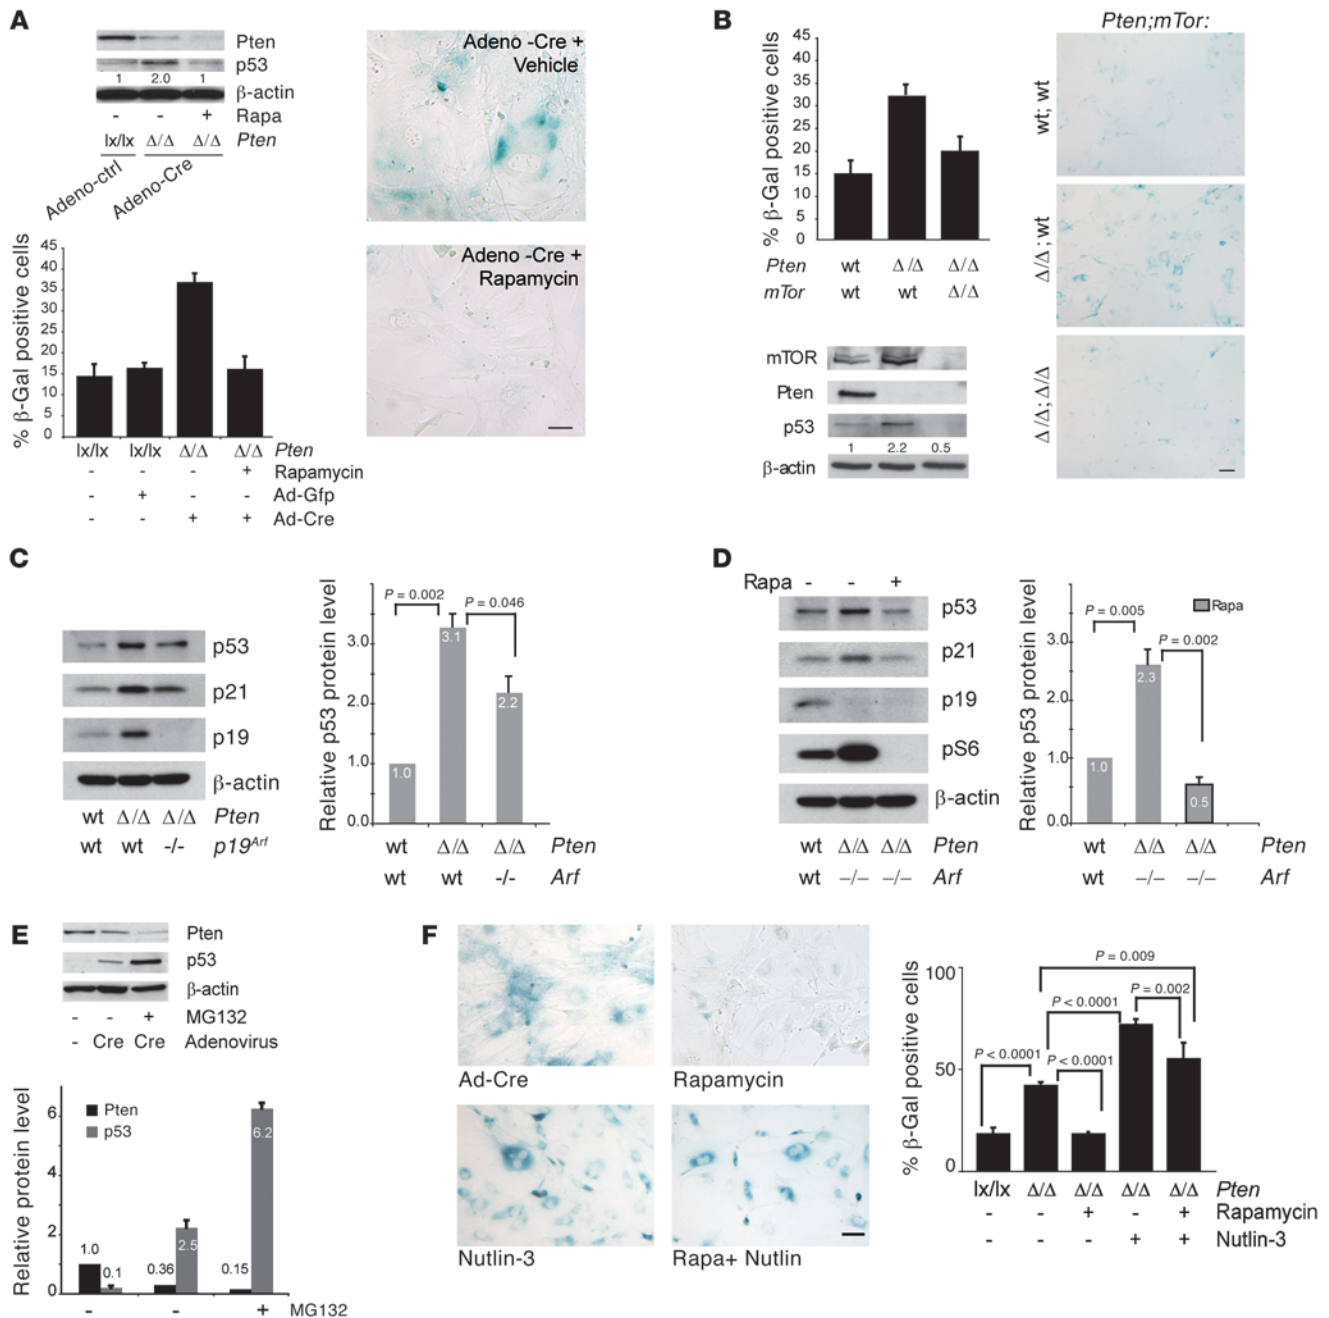 A
Pten
p53
1 2.0 1
β-actin
- - + Rapa
lx/lx Δ/Δ Δ/Δ Pten
Adeno-ctrl
Adeno-Cre
Adeno -Cre +
Vehicle
Adeno -Cre +
Rapamycin
% β-Gal positive cells
45
40
35
30
25
20
15
10
5
0
lx/lx lx/lx Δ/Δ Δ/Δ Pten
- - - + Rapamycin
- + - - Ad-Gfp
- - + + Ad-Cre
B
% β-Gal positive cells
45
40
35
30
25
20
15
10
5
0
Pten wt Δ/Δ Δ/Δ
mTor wt wt Δ/Δ
mTOR
Pten
p53
1 2.2 0.5
β-actin
Pten;mTor:
wt; wt
Δ/Δ; wt
Δ/Δ; Δ/Δ
C
p53
p21
p19
β-actin
wt Δ/Δ Δ/Δ Pten
wt wt -/- p19Arf
Relative p53 protein level
3.0
2.0
1.0
0.0
P = 0.002
P = 0.046
1.0
3.1
2.2
wt Δ/Δ Δ/Δ Pten
wt wt -/- Arf
D
Rapa - - +
p53
p21
p19
pS6
β-actin
wt Δ/Δ Δ/Δ Pten
wt –/– –/– Arf
Relative p53 protein level
3.0
2.0
1.0
0.0
Rapa
P = 0.005
P = 0.002
1.0
2.3
0.5
wt Δ/Δ Δ/Δ Pten
wt –/– –/– Arf
E
Pten
p53
β-actin
- - + MG132
- Cre Cre Adenovirus
Relative protein level
6
4
2
0
Pten
p53
1.0
0.1
0.36
2.5
0.15
6.2
- - + MG132
F
Ad-Cre
Rapamycin
Nutlin-3
Rapa+ Nutlin
% β-Gal positive cells
100
50
0
P = 0.009
P < 0.0001
P = 0.002
P < 0.0001
P < 0.0001
lx/lx Δ/Δ Δ/Δ Δ/Δ Δ/Δ Pten
- - + - + Rapamycin
- - - + + Nutlin-3